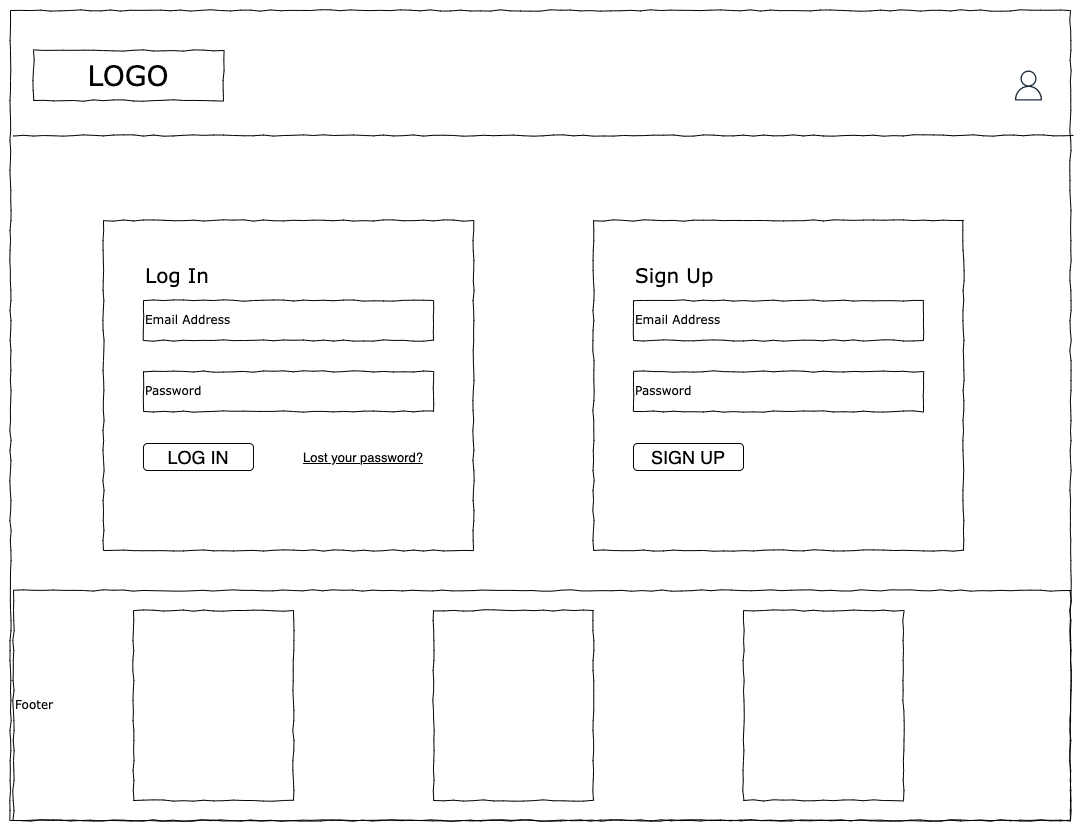 LOGO
Log In
Email Address
Password
LOG IN
Lost your password?
Sign Up
Email Address
Password
SIGN UP
Footer